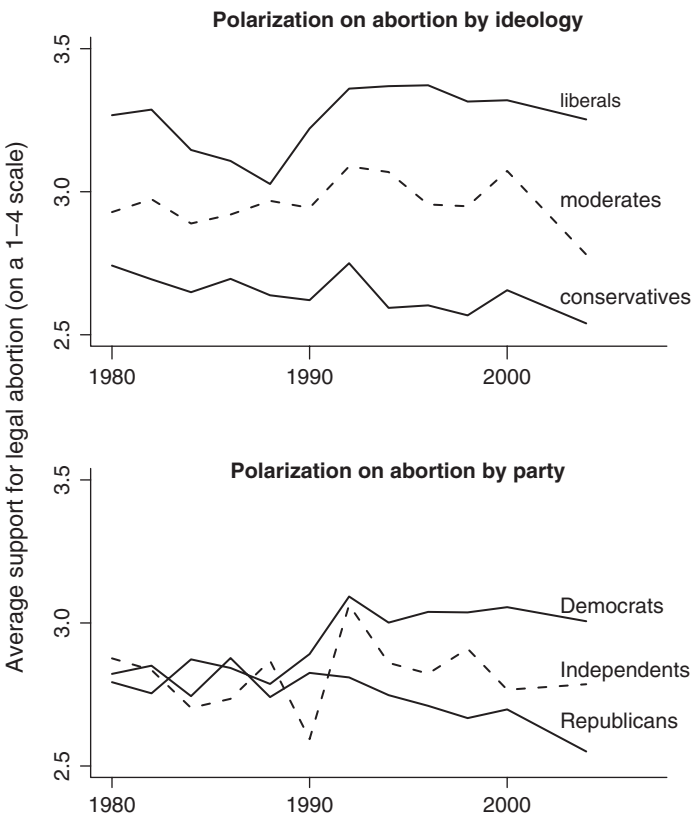 Polarization on abortion by ideology
3.5
3.0
2.5
liberals
moderates
conservatives
1980 1990 2000
Average support for legal abortion (on a 1–4 scale)
Polarization on abortion by party
3.5
3.0
2.5
Democrats
Independents
Republicans
1980 1990 2000